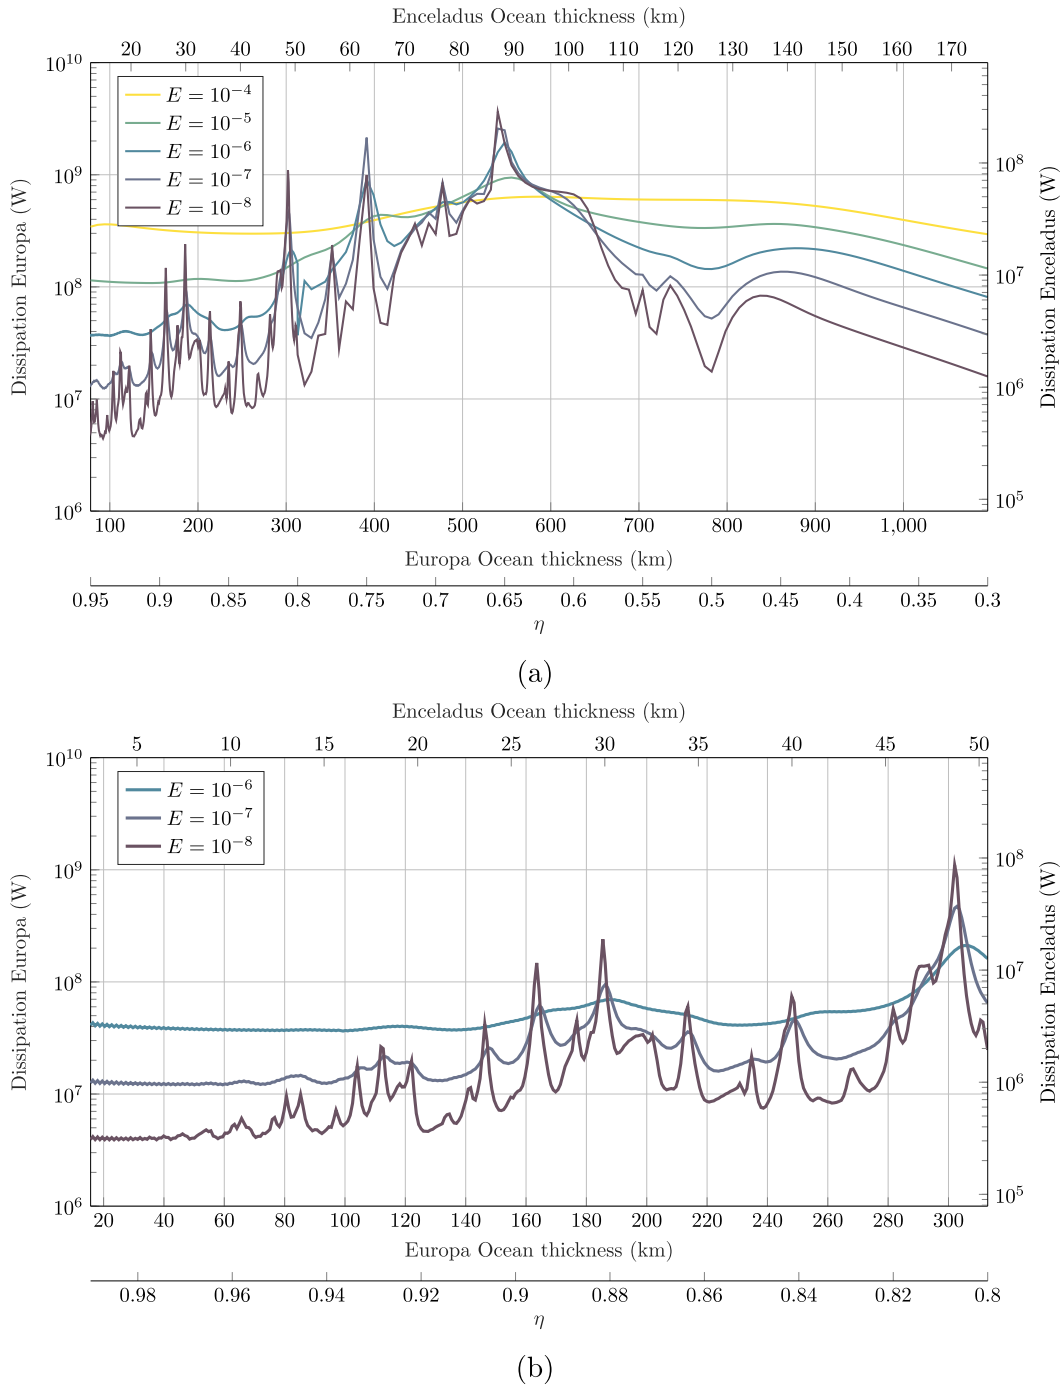 Enceladus Ocean thickness (km)
20 30 40 50 60 70 80 90 100 110 120 130 140 150 160 170
10^10
10^9
10^8
10^7
10^6
Dissipation Europa (W)
E = 10^−4
E = 10^−5
E = 10^−6
E = 10^−7
E = 10^−8
10^8
10^7
10^6
10^5
Dissipation Enceladus (W)
100 200 300 400 500 600 700 800 900 1,000
Europa Ocean thickness (km)
0.95 0.9 0.85 0.8 0.75 0.7 0.65 0.6 0.55 0.5 0.45 0.4 0.35 0.3
η
(a)
Enceladus Ocean thickness (km)
5 10 15 20 25 30 35 40 45 50
10^10
10^9
10^8
10^7
10^6
Dissipation Europa (W)
E = 10^−6
E = 10^−7
E = 10^−8
10^8
10^7
10^6
10^5
Dissipation Enceladus (W)
20 40 60 80 100 120 140 160 180 200 220 240 260 280 300
Europa Ocean thickness (km)
0.98 0.96 0.94 0.92 0.9 0.88 0.86 0.84 0.82 0.8
η
(b)